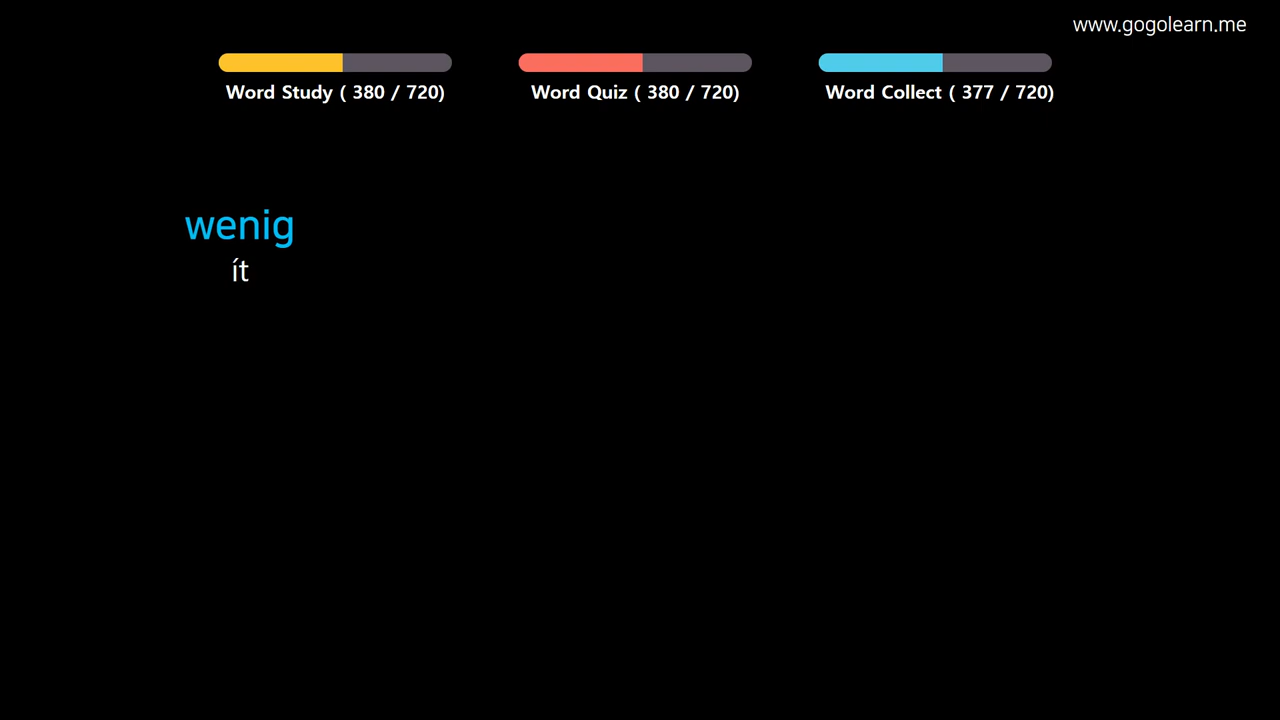 www.gogolearn.me
Word Study ( 380 / 720)
Word Quiz ( 380 / 720)
Word Collect ( 377 / 720)
wenig
ít